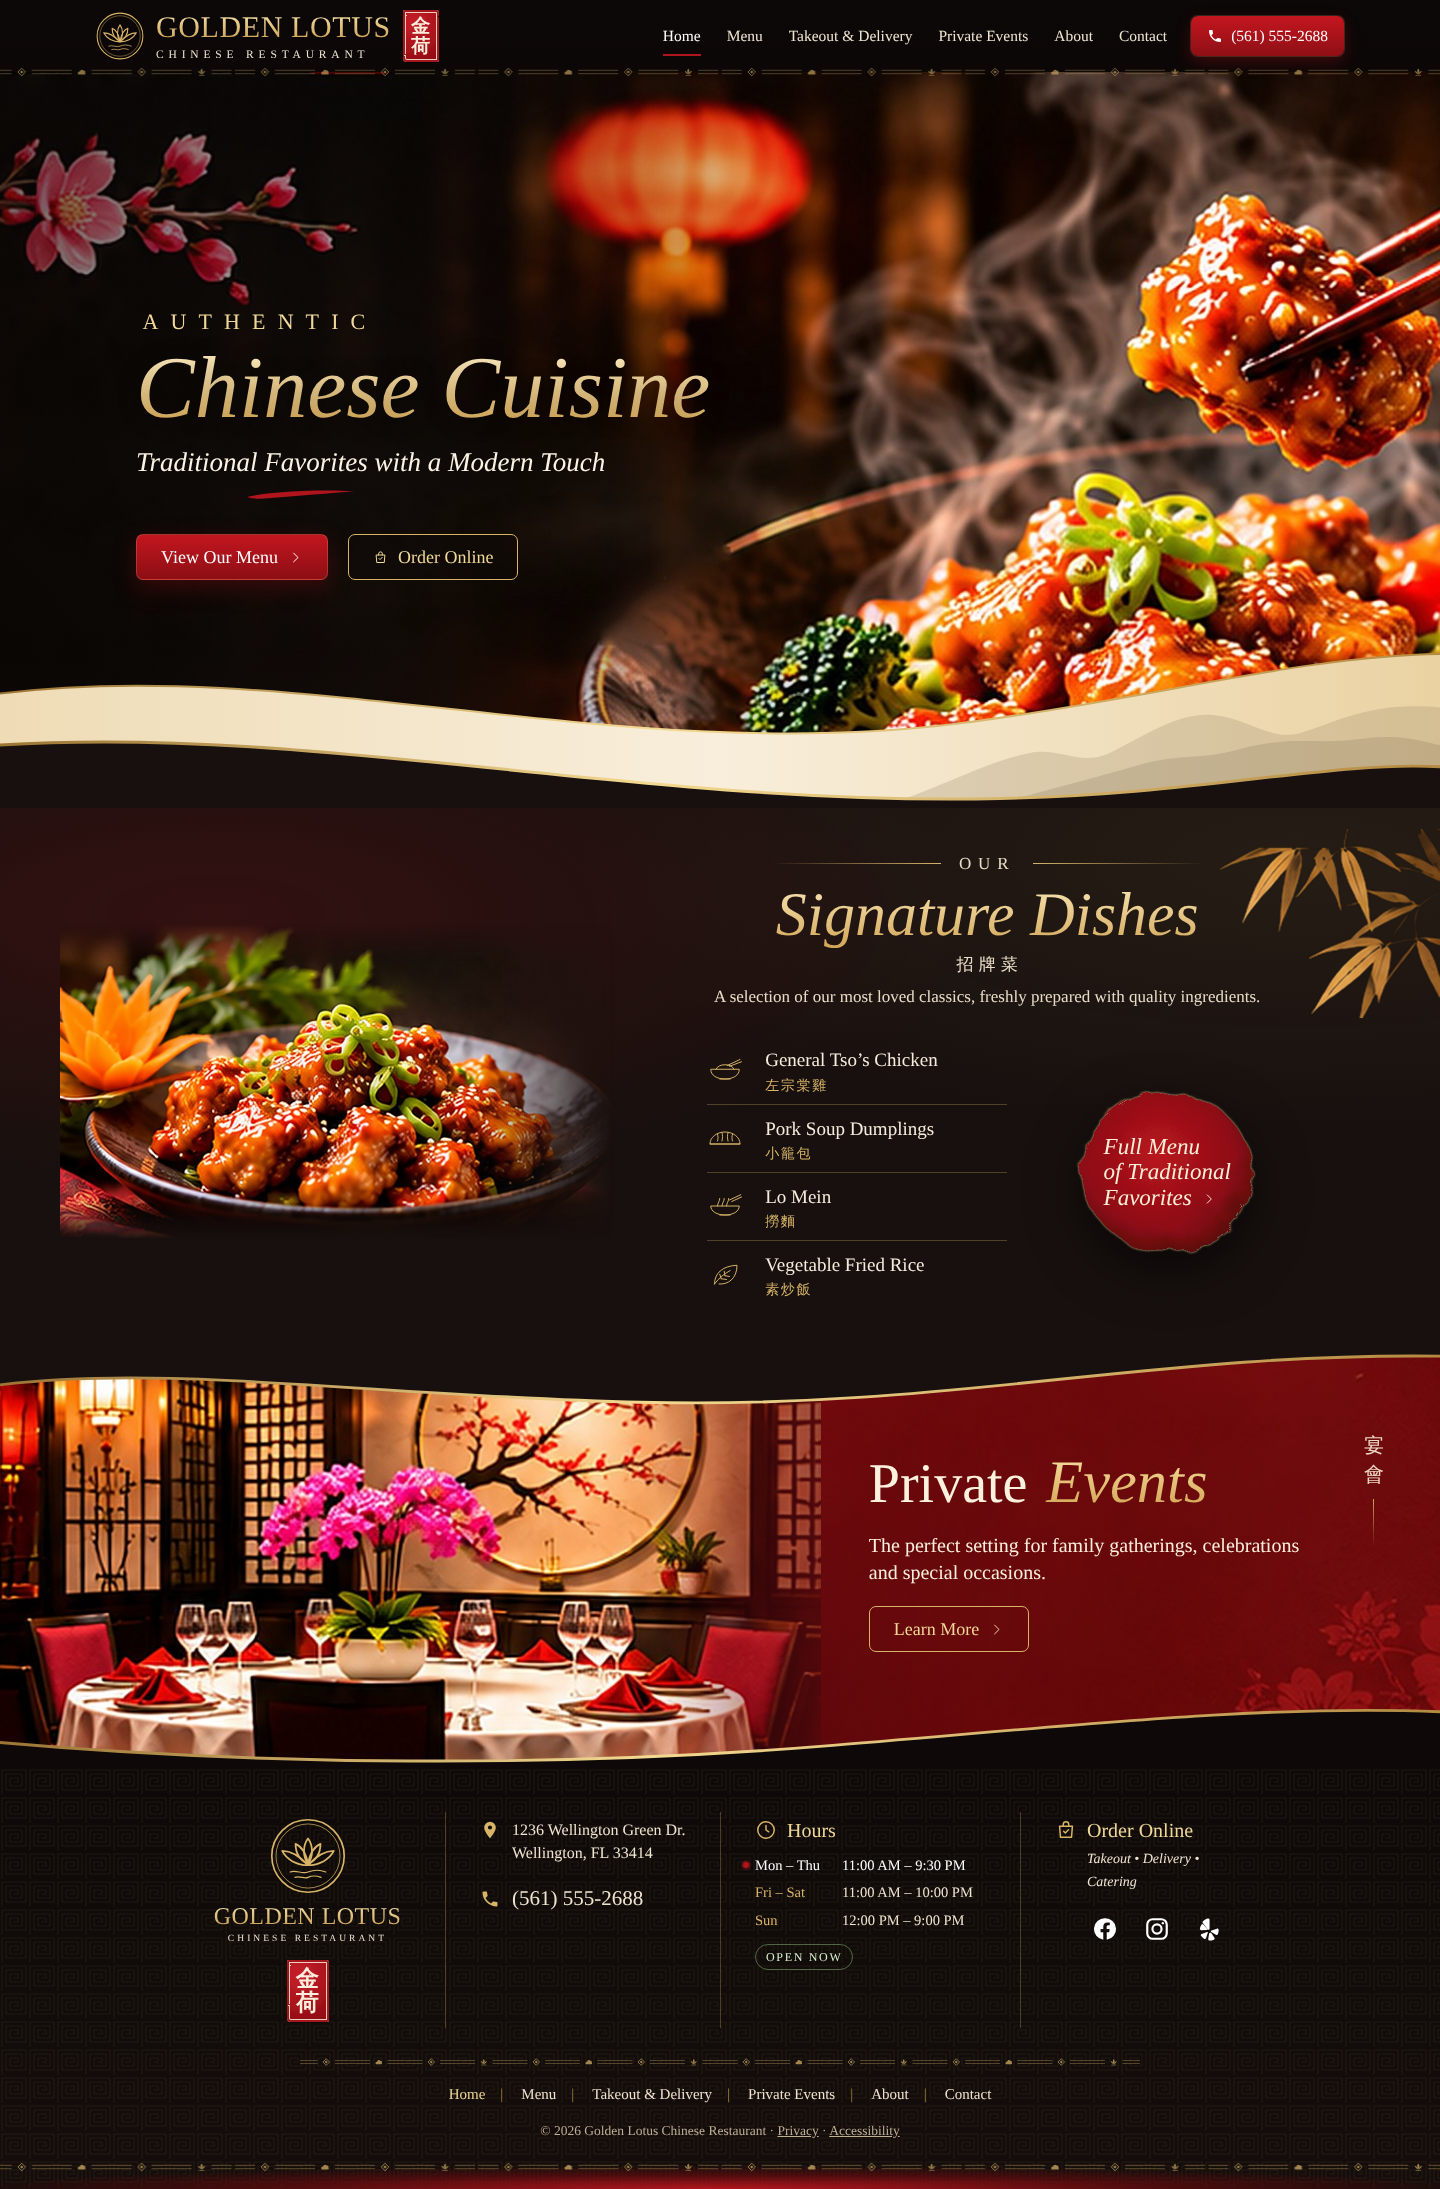 GOLDEN LOTUS
CHINESE RESTAURANT
金荷
Home
Menu
Takeout & Delivery
Private Events
About
Contact
(561) 555-2688
AUTHENTIC
Chinese Cuisine
Traditional Favorites with a Modern Touch
View Our Menu
Order Online
OUR
Signature Dishes
招牌菜
A selection of our most loved classics, freshly prepared with quality ingredients.
General Tso’s Chicken
左宗棠雞
Pork Soup Dumplings
小籠包
Lo Mein
撈麵
Vegetable Fried Rice
素炒飯
Full Menu
of Traditional
Favorites
Private Events
宴會
The perfect setting for family gatherings, celebrations
and special occasions.
Learn More
GOLDEN LOTUS
CHINESE RESTAURANT
金荷
1236 Wellington Green Dr.
Wellington, FL 33414
(561) 555-2688
Hours
Mon – Thu 11:00 AM – 9:30 PM
Fri – Sat 11:00 AM – 10:00 PM
Sun 12:00 PM – 9:00 PM
OPEN NOW
Order Online
Takeout • Delivery •
Catering
Home | Menu | Takeout & Delivery | Private Events | About | Contact
© 2026 Golden Lotus Chinese Restaurant · Privacy · Accessibility